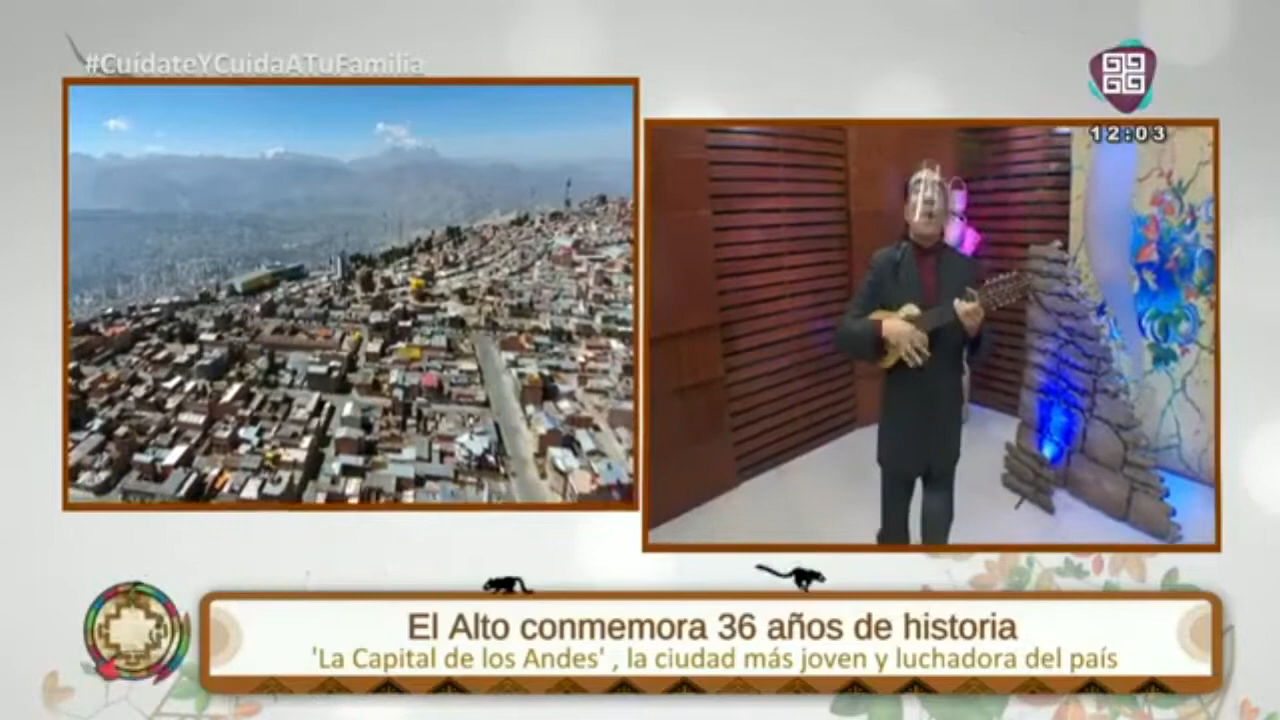 #CuídateYCuidaATuFamilia
12:03
El Alto conmemora 36 años de historia
'La Capital de los Andes' , la ciudad más joven y luchadora del país